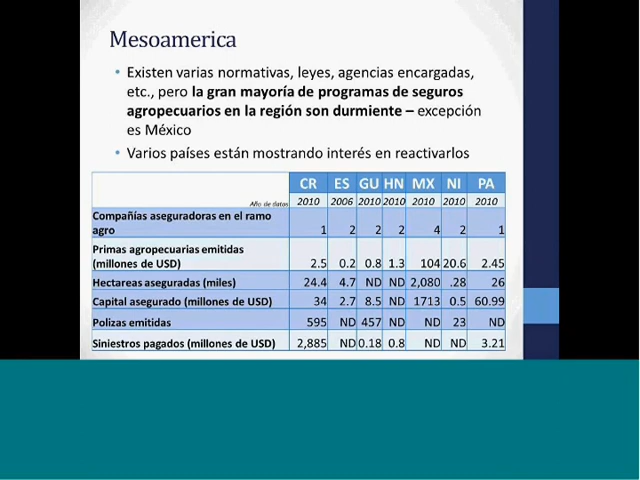 Mesoamerica
• Existen varias normativas, leyes, agencias encargadas,
etc., pero la gran mayoría de programas de seguros
agropecuarios en la región son durmiente – excepción
es México
• Varios países están mostrando interés en reactivarlos
CR ES GU HN MX NI PA
Año de datos 2010 2006 2010 2010 2010 2010 2010
Compañías aseguradoras en el ramo
agro 1 2 2 2 4 2 1
Primas agropecuarias emitidas
(millones de USD) 2.5 0.2 0.8 1.3 104 20.6 2.45
Hectareas aseguradas (miles) 24.4 4.7 ND ND 2,080 .28 26
Capital asegurado (millones de USD) 34 2.7 8.5 ND 1713 0.5 60.99
Polizas emitidas 595 ND 457 ND ND 23 ND
Siniestros pagados (millones de USD) 2,885 ND 0.18 0.8 ND ND 3.21